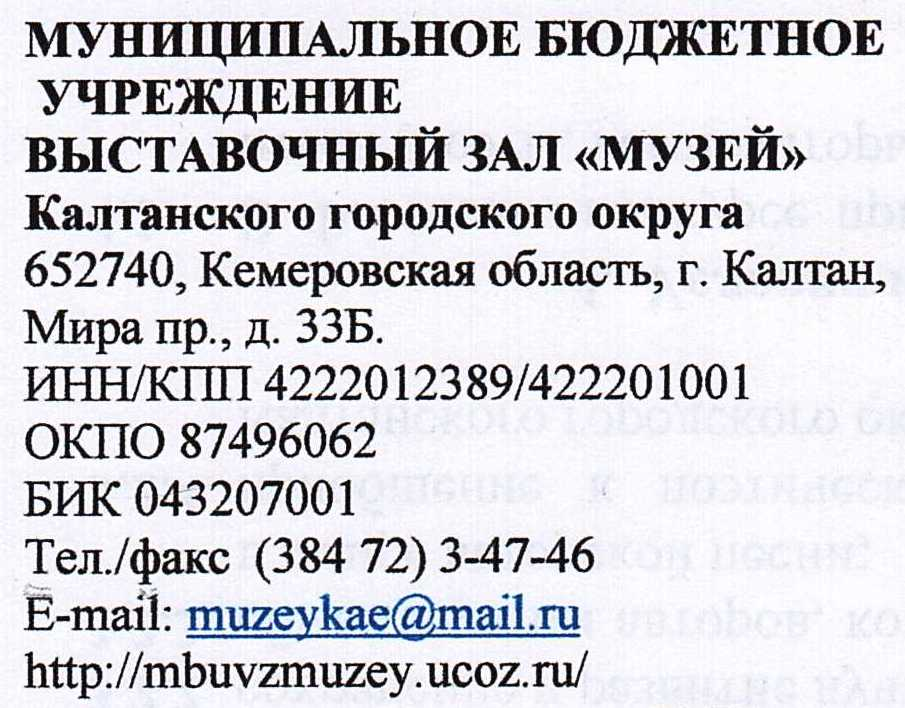 МУНИЦИПАЛЬНОЕ БЮДЖЕТНОЕ
УЧРЕЖДЕНИЕ
ВЫСТАВОЧНЫЙ ЗАЛ «МУЗЕЙ»
Калтанского городского округа
652740, Кемеровская область, г. Калтан,
Мира пр., д. 33Б.
ИНН/КПП 4222012389/422201001
ОКПО 87496062
БИК 043207001
Тел./факс (384 72) 3-47-46
E-mail: muzeykae@mail.ru
http://mbuvzmuzey.ucoz.ru/